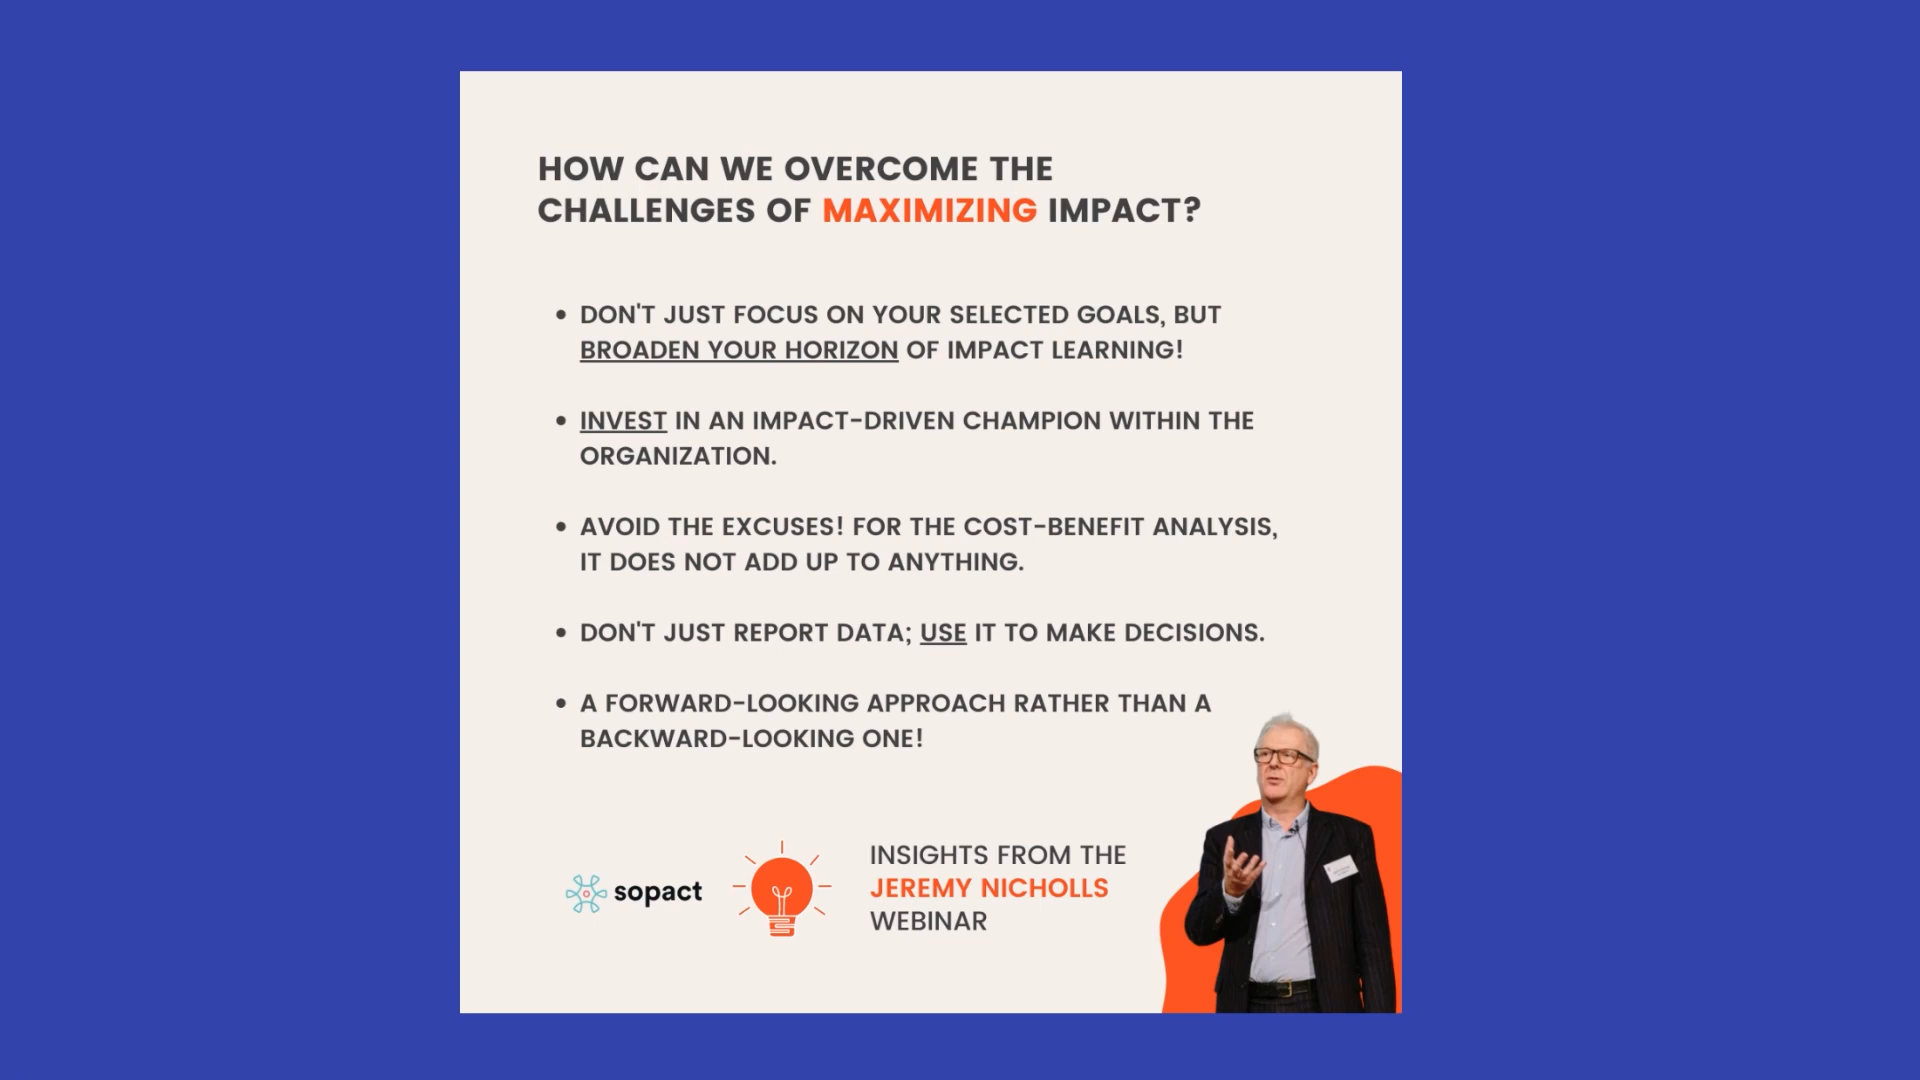 HOW CAN WE OVERCOME THE
CHALLENGES OF MAXIMIZING IMPACT?
• DON'T JUST FOCUS ON YOUR SELECTED GOALS, BUT
BROADEN YOUR HORIZON OF IMPACT LEARNING!
• INVEST IN AN IMPACT-DRIVEN CHAMPION WITHIN THE
ORGANIZATION.
• AVOID THE EXCUSES! FOR THE COST-BENEFIT ANALYSIS,
IT DOES NOT ADD UP TO ANYTHING.
• DON'T JUST REPORT DATA; USE IT TO MAKE DECISIONS.
• A FORWARD-LOOKING APPROACH RATHER THAN A
BACKWARD-LOOKING ONE!
sopact
INSIGHTS FROM THE
JEREMY NICHOLLS
WEBINAR